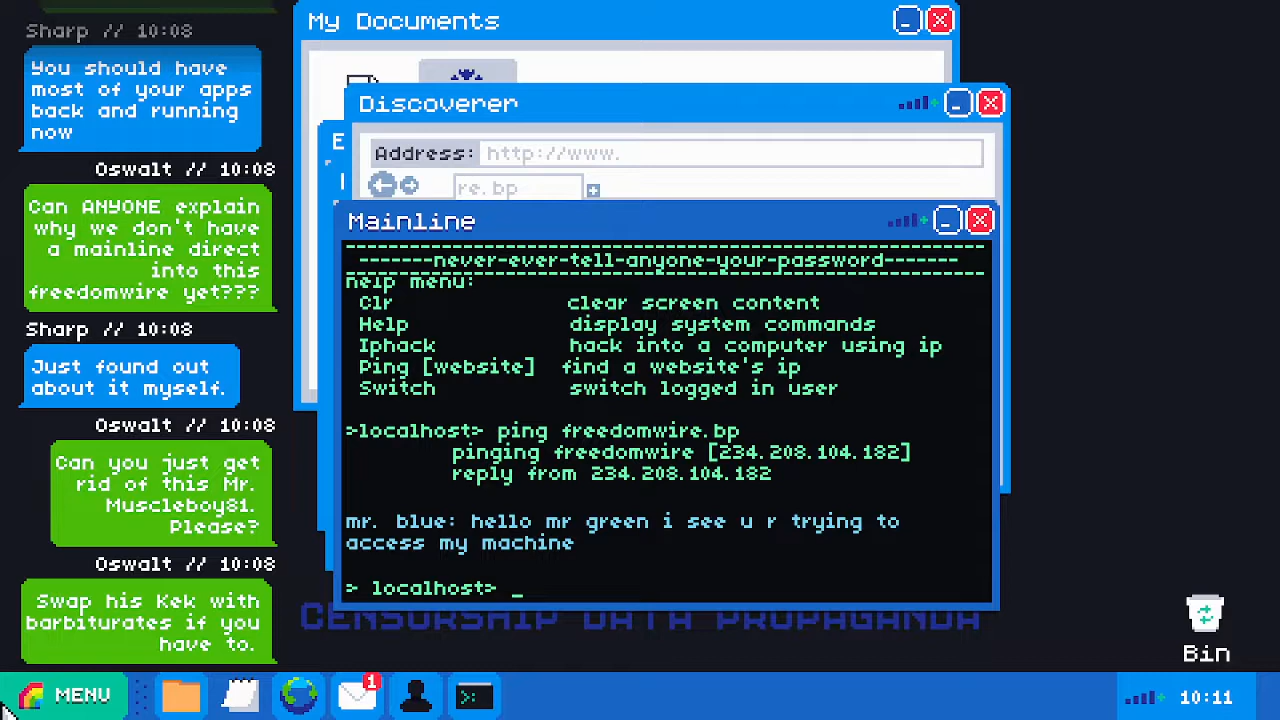 Sharp // 10:08
You should have
most of your apps
back and running
now
Oswalt // 10:08
Can ANYONE explain
why we don't have
a mainline direct
into this
freedomwire yet???
Sharp // 10:08
Just found out
about it myself.
Oswalt // 10:08
Can you just get
rid of this Mr.
Muscleboy81.
Please?
Oswalt // 10:08
Swap his Kek with
barbiturates if you
have to.
My Documents
Discoverer
Address: http://www.
re.bp
Mainline
-------never-ever-tell-anyone-your-password-------
help menu:
Clr clear screen content
Help display system commands
Iphack hack into a computer using ip
Ping [website] find a website's ip
Switch switch logged in user
>localhost> ping freedomwire.bp
pinging freedomwire [234.208.104.182]
reply from 234.208.104.182
mr. blue: hello mr green i see u r trying to
access my machine
> localhost> _
CENSORSHIP DATA PROPAGANDA
Bin
MENU
1
10:11